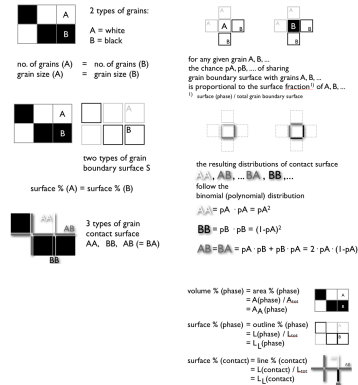 2 types of grains:
A
A = white
B = black
B
no. of grains (A) = no. of grains (B)
grain size (A) = grain size (B)
A
A
B
B
two types of grain
boundary surface S
surface % (A) = surface % (B)
AA
AB
BB
3 types of grain
contact surface
AA, BB, AB (= BA)
A
A
A
B
A
B
B
B
for any given grain A, B, ...
the chance pA, pB, .... of sharing
grain boundary surface with grains A, B, ...
is proportional to the surface fraction1) of A, B, ...
1) surface (phase) / total grain boundary surface
the resulting distributions of contact surface
AA, AB, ... BA , BB ,....
follow the
binomial (polynomial) distribution
AA = pA · pA = pA²
BB = pB · pB = (1-pA)²
AB=BA = pA · pB + pB · pA = 2 · pA · (1-pA)
volume % (phase) = area % (phase)
= A(phase) / Atot
= AA (phase)
A
B
surface % (phase) = outline % (phase)
= L(phase) / Ltot
= LL (phase)
surface % (contact) = line % (contact)
= L(contact) / Ltot
= LL (contact)